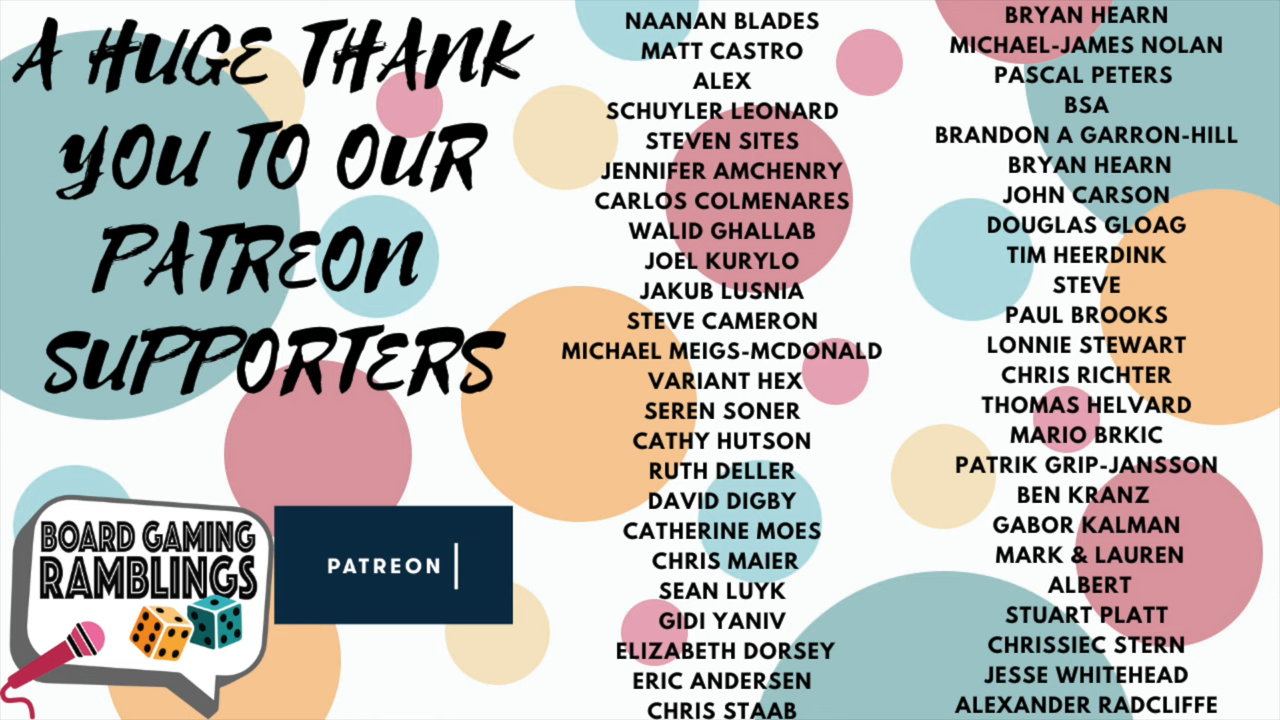 A HUGE THANK
YOU TO OUR
PATREON
SUPPORTERS
BOARD GAMING
RAMBLINGS
PATREON
NAANAN BLADES
MATT CASTRO
ALEX
SCHUYLER LEONARD
STEVEN SITES
JENNIFER AMCHENRY
CARLOS COLMENARES
WALID GHALLAB
JOEL KURYLO
JAKUB LUSNIA
STEVE CAMERON
MICHAEL MEIGS-MCDONALD
VARIANT HEX
SEREN SONER
CATHY HUTSON
RUTH DELLER
DAVID DIGBY
CATHERINE MOES
CHRIS MAIER
SEAN LUYK
GIDI YANIV
ELIZABETH DORSEY
ERIC ANDERSEN
CHRIS STAAB
BRYAN HEARN
MICHAEL-JAMES NOLAN
PASCAL PETERS
BSA
BRANDON A GARRON-HILL
BRYAN HEARN
JOHN CARSON
DOUGLAS GLOAG
TIM HEERDINK
STEVE
PAUL BROOKS
LONNIE STEWART
CHRIS RICHTER
THOMAS HELVARD
MARIO BRKIC
PATRIK GRIP-JANSSON
BEN KRANZ
GABOR KALMAN
MARK & LAUREN
ALBERT
STUART PLATT
CHRISSIEC STERN
JESSE WHITEHEAD
ALEXANDER RADCLIFFE